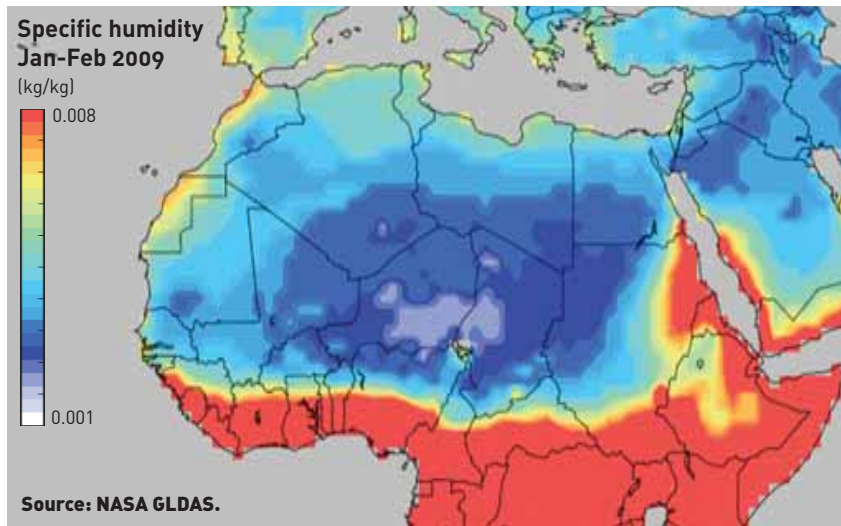 Specific humidity
Jan-Feb 2009
(kg/kg)
0.008
0.001
Source: NASA GLDAS.